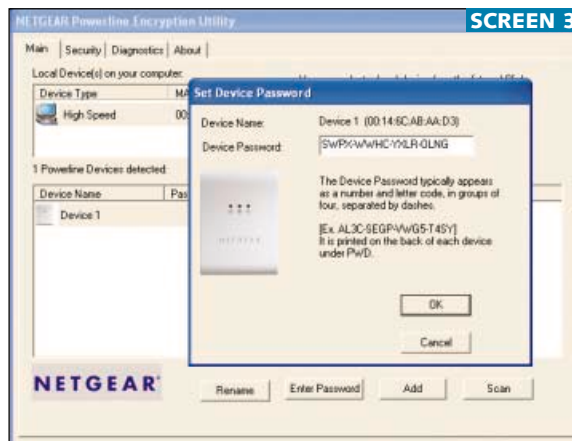 SCREEN 3
NETGEAR Powerline Encryption Utility
Main Security Diagnostics About
Local Device(s) on your computer:
Device Type MA
High Speed 00:
1 Powerline Devices detected
Device Name Pas
Device 1
Set Device Password
Device Name: Device 1 (00:14:6C:AB:AA:D3)
Device Password: SWPX-WWHC-YXLR-OLNG
The Device Password typically appears
as a number and letter code, in groups of
four, separated by dashes.
[Ex. AL3C-SEGP-VWG5-T4SY]
It is printed on the back of each device
under PWD.
NETGEAR
OK
Cancel
NETGEAR
Rename Enter Password Add Scan